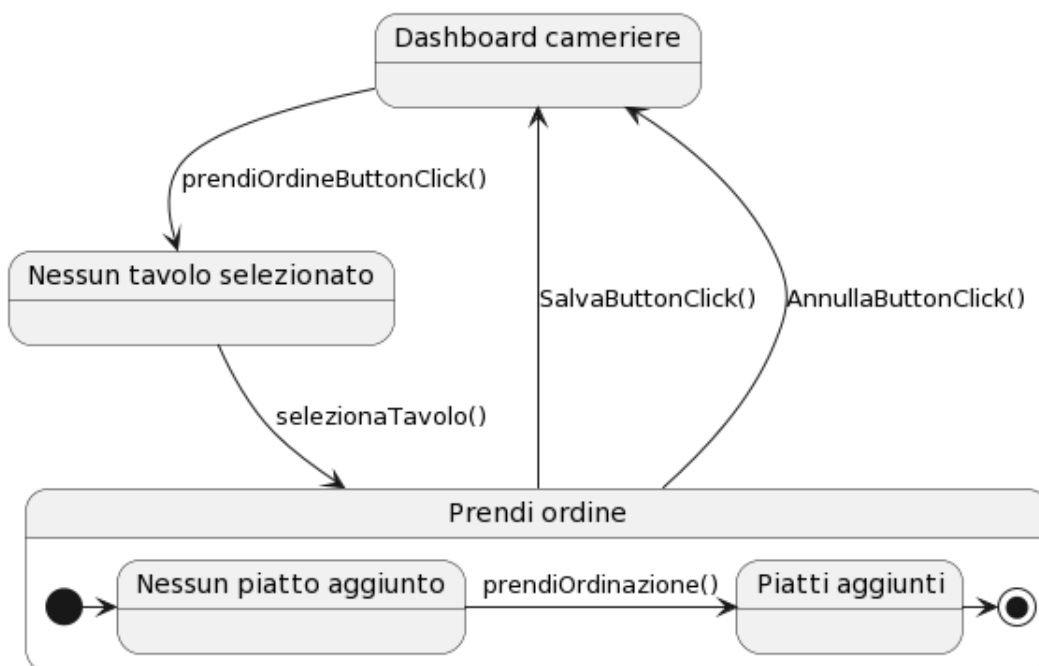 Dashboard cameriere
prendiOrdineButtonClick()
Nessun tavolo selezionato
SalvaButtonClick()
AnnullaButtonClick()
selezionaTavolo()
Prendi ordine
Nessun piatto aggiunto
prendiOrdinazione()
Piatti aggiunti